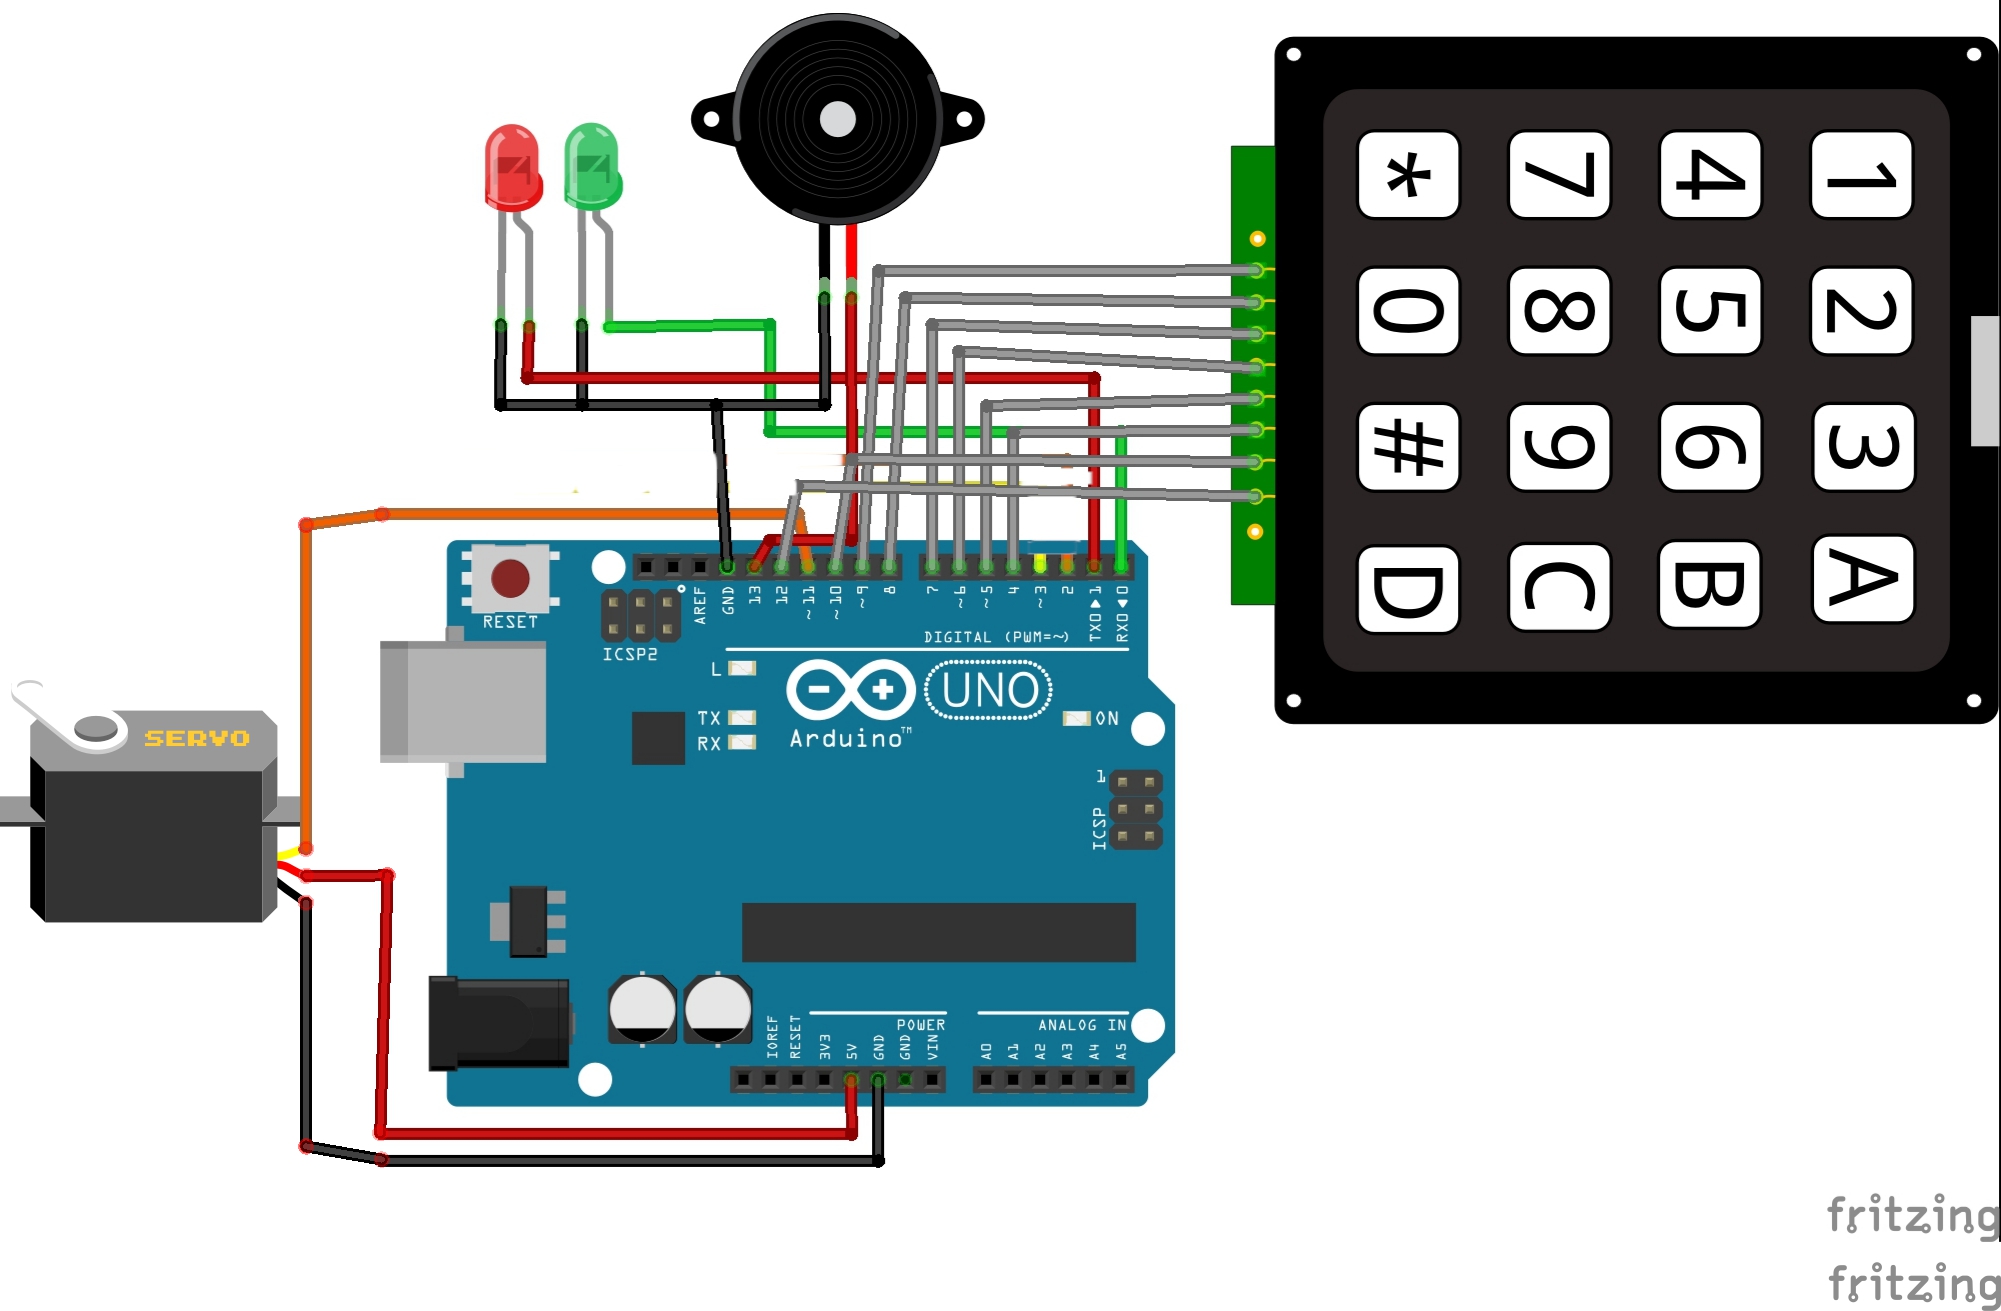 * 7 4 1
0 8 5 2
# 9 6 3
D C B A
RESET
ICSP2
AREF
GND
13
12
~11
~10
~9
8
7
~6
~5
4
~3
2
TX0▶1
RX0◀0
DIGITAL (PWM=~)
L
TX
RX
UNO
Arduino™
ON
1
ICSP
SERVO
IOREF
RESET
3V3
5V
GND
GND
VIN
POWER
ANALOG IN
A0
A1
A2
A3
A4
A5
fritzing
fritzing